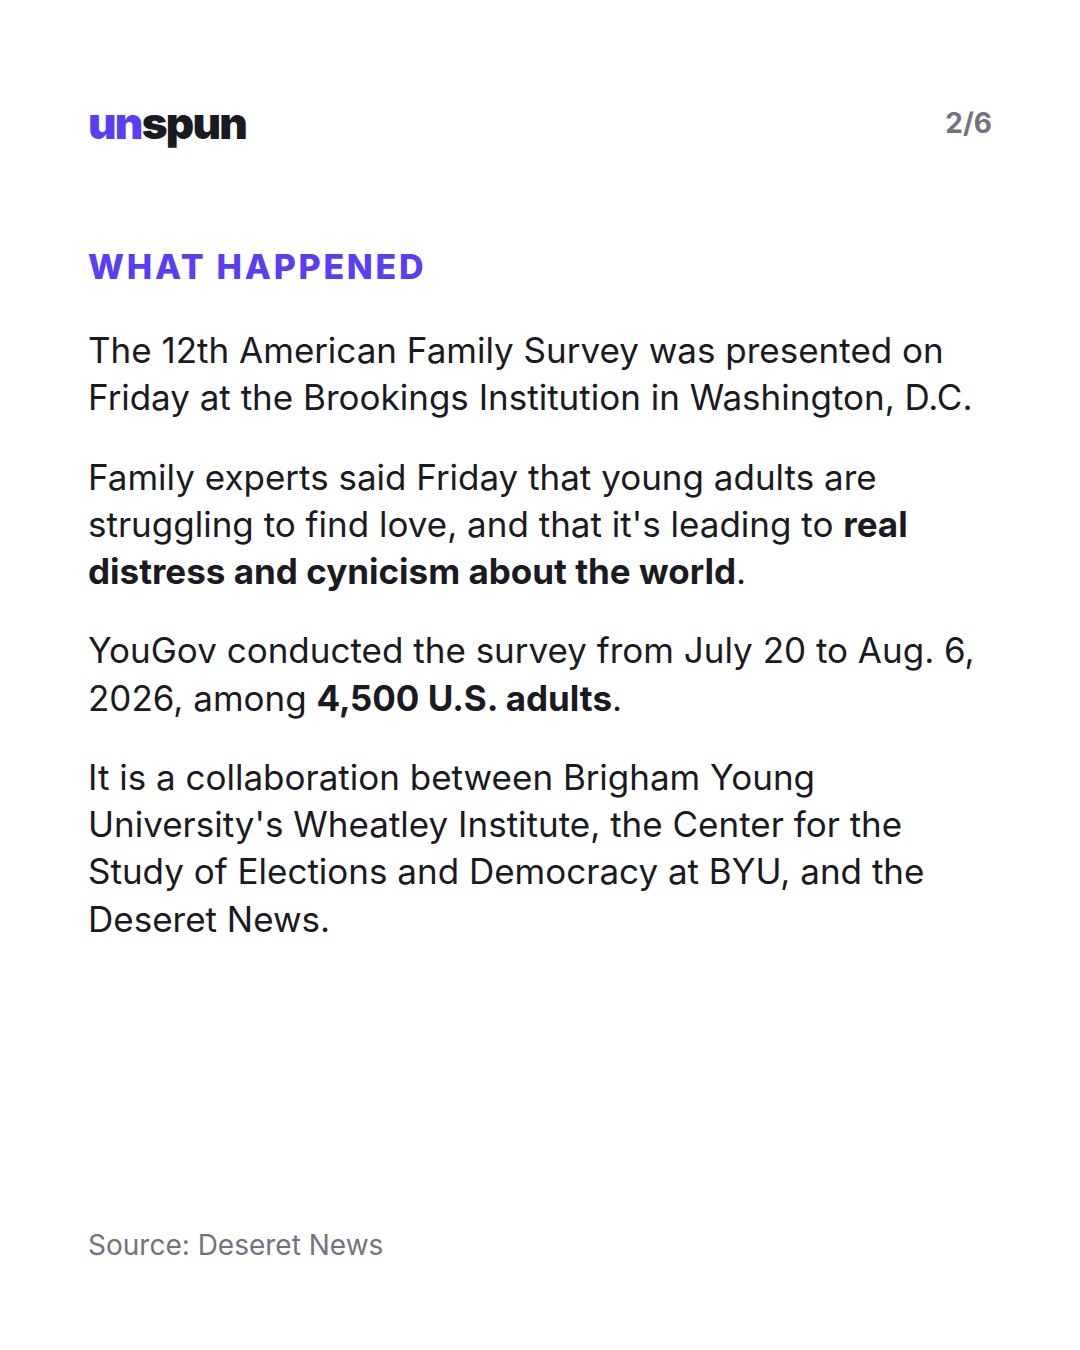 unspun
2/6
WHAT HAPPENED
The 12th American Family Survey was presented on
Friday at the Brookings Institution in Washington, D.C.
Family experts said Friday that young adults are
struggling to find love, and that it's leading to real
distress and cynicism about the world.
YouGov conducted the survey from July 20 to Aug. 6,
2026, among 4,500 U.S. adults.
It is a collaboration between Brigham Young
University's Wheatley Institute, the Center for the
Study of Elections and Democracy at BYU, and the
Deseret News.
Source: Deseret News